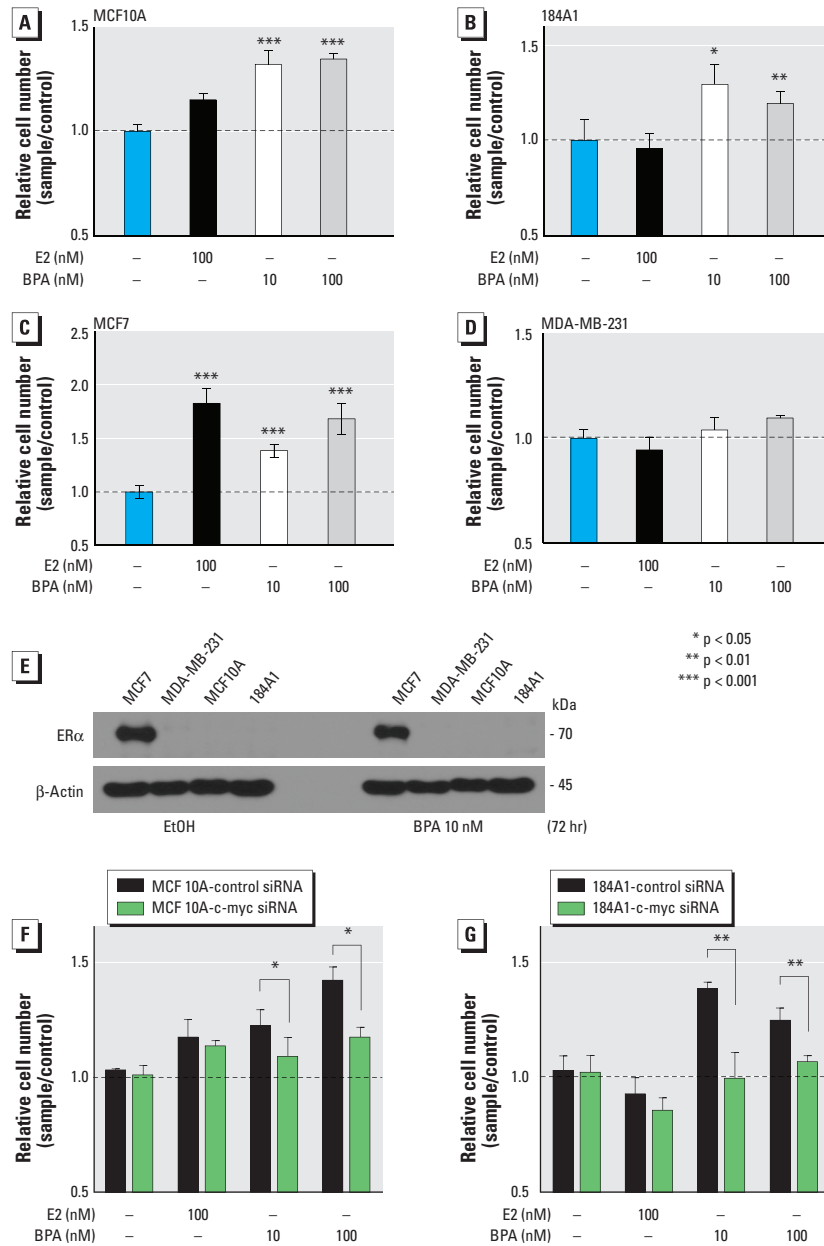 A MCF10A
Relative cell number
(sample/control)
1.5
1.0
0.5
*** ***
E2 (nM) – 100 – –
BPA (nM) – – 10 100
B 184A1
Relative cell number
(sample/control)
1.5
1.0
0.5
* **
E2 (nM) – 100 – –
BPA (nM) – – 10 100
C MCF7
Relative cell number
(sample/control)
2.5
2.0
1.5
1.0
0.5
*** *** ***
E2 (nM) – 100 – –
BPA (nM) – – 10 100
D MDA-MB-231
Relative cell number
(sample/control)
1.5
1.0
0.5
E2 (nM) – 100 – –
BPA (nM) – – 10 100
* p < 0.05
** p < 0.01
*** p < 0.001
E
MCF7 MDA-MB-231 MCF10A 184A1 MCF7 MDA-MB-231 MCF10A 184A1
kDa
ERα - 70
β-Actin - 45
EtOH BPA 10 nM (72 hr)
F
MCF 10A-control siRNA
MCF 10A-c-myc siRNA
Relative cell number
(sample/control)
1.5
1.0
0.5
* *
E2 (nM) – 100 – –
BPA (nM) – – 10 100
G
184A1-control siRNA
184A1-c-myc siRNA
Relative cell number
(sample/control)
1.5
1.0
0.5
** **
E2 (nM) – 100 – –
BPA (nM) – – 10 100